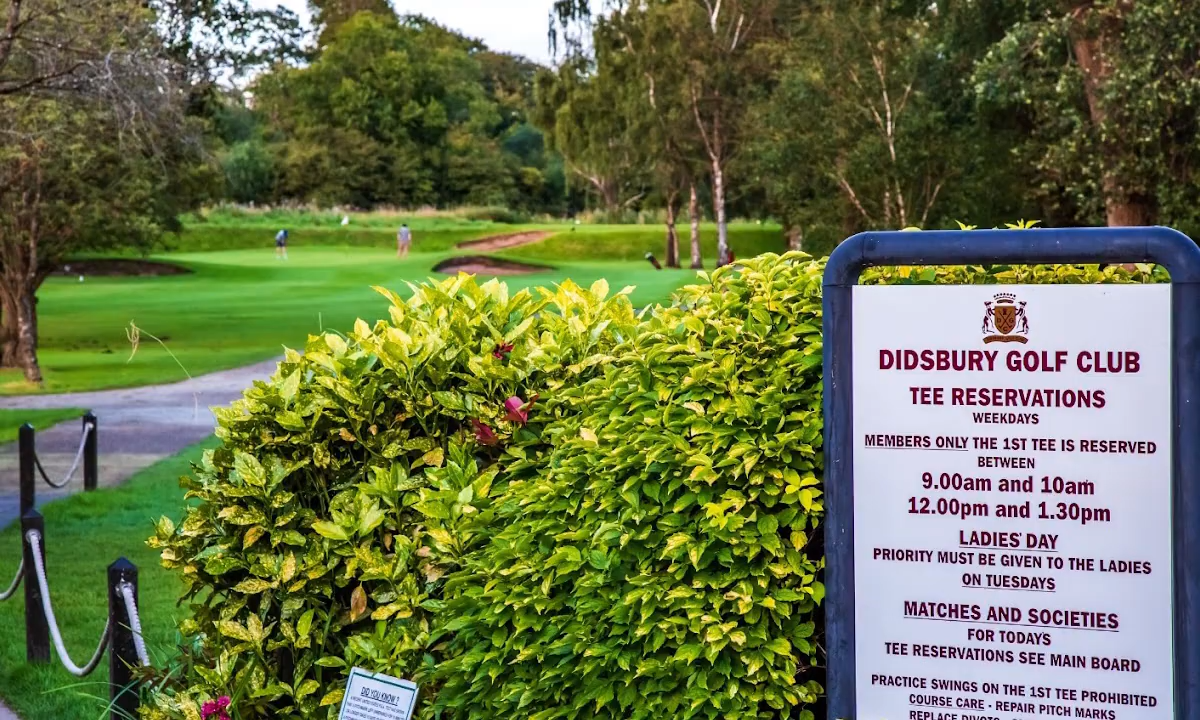 DIDSBURY GOLF CLUB
TEE RESERVATIONS
WEEKDAYS
MEMBERS ONLY THE 1ST TEE IS RESERVED
BETWEEN
9.00am and 10am
12.00pm and 1.30pm
LADIES' DAY
PRIORITY MUST BE GIVEN TO THE LADIES
ON TUESDAYS
MATCHES AND SOCIETIES
FOR TODAYS
TEE RESERVATIONS SEE MAIN BOARD
PRACTICE SWINGS ON THE 1ST TEE PROHIBITED
COURSE CARE - REPAIR PITCH MARKS
REPLACE DIVOTS
DID YOU KNOW?